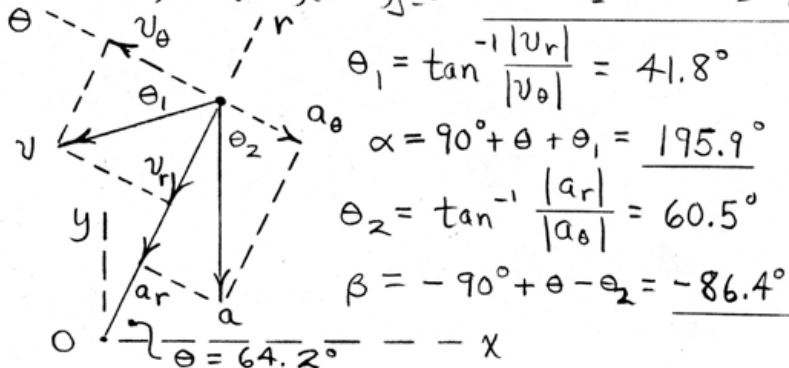 θ
v_θ
r
θ₁ = tan⁻¹ |v_r| / |v_θ| = 41.8°
θ₁
a_θ
v
θ₂
α = 90° + θ + θ₁ = 195.9°
v_r
θ₂ = tan⁻¹ |a_r| / |a_θ| = 60.5°
y
a_r
a
β = -90° + θ - θ₂ = -86.4°
O
x
θ = 64.2°